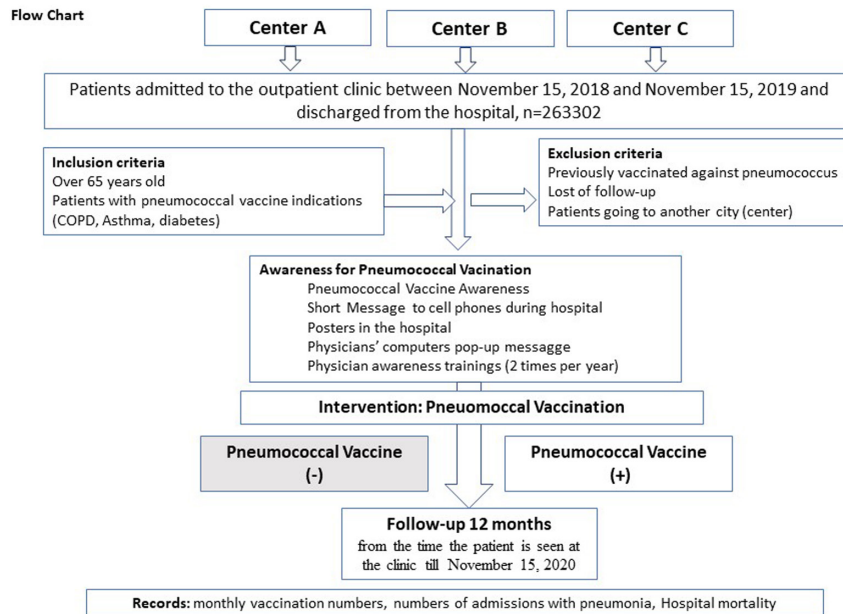 Flow Chart
Center A
Center B
Center C
Patients admitted to the outpatient clinic between November 15, 2018 and November 15, 2019 and
discharged from the hospital, n=263302
Inclusion criteria
Over 65 years old
Patients with pneumococcal vaccine indications
(COPD, Asthma, diabetes)
Exclusion criteria
Previously vaccinated against pneumococcus
Lost of follow-up
Patients going to another city (center)
Awareness for Pneumococcal Vacination
Pneumococcal Vaccine Awareness
Short Message to cell phones during hospital
Posters in the hospital
Physicians' computers pop-up messagge
Physician awareness trainings (2 times per year)
Intervention: Pneuomoccal Vaccination
Pneumococcal Vaccine
(-)
Pneumococcal Vaccine
(+)
Follow-up 12 months
from the time the patient is seen at
the clinic till November 15, 2020
Records: monthly vaccination numbers, numbers of admissions with pneumonia, Hospital mortality